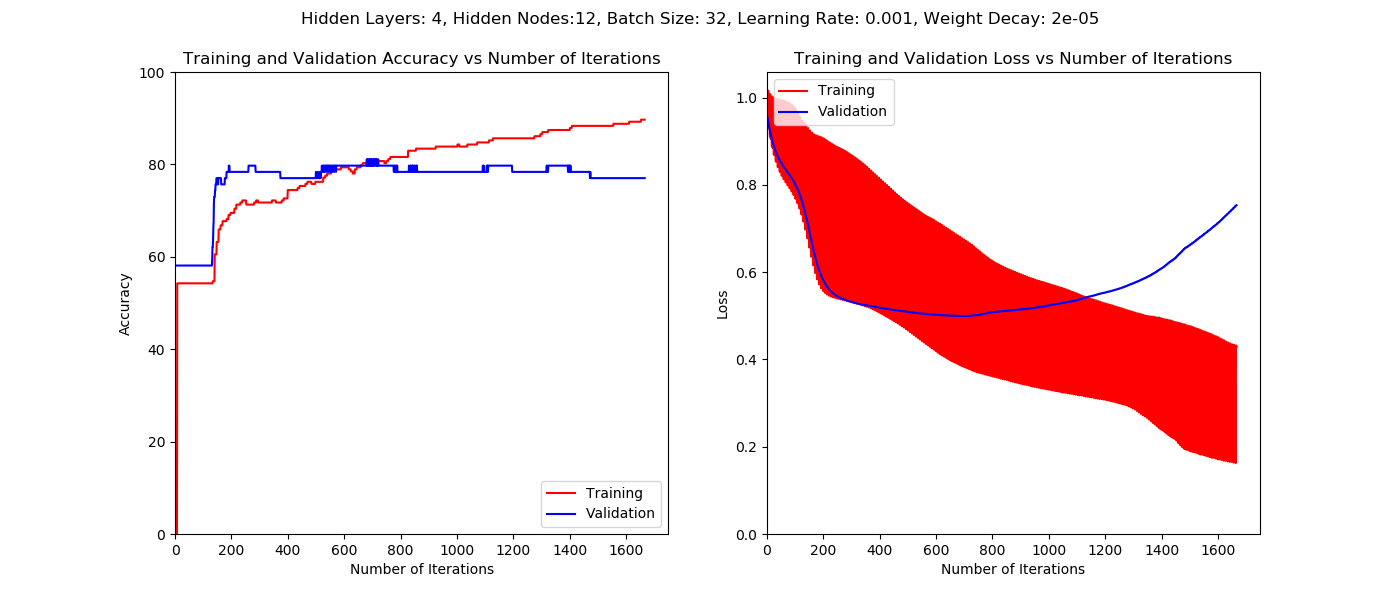 Hidden Layers: 4, Hidden Nodes:12, Batch Size: 32, Learning Rate: 0.001, Weight Decay: 2e-05
Training and Validation Accuracy vs Number of Iterations
100
80
60
40
20
0
Accuracy
0 200 400 600 800 1000 1200 1400 1600
Number of Iterations
Training
Validation
Training and Validation Loss vs Number of Iterations
1.0
0.8
0.6
0.4
0.2
0.0
Loss
0 200 400 600 800 1000 1200 1400 1600
Number of Iterations
Training
Validation